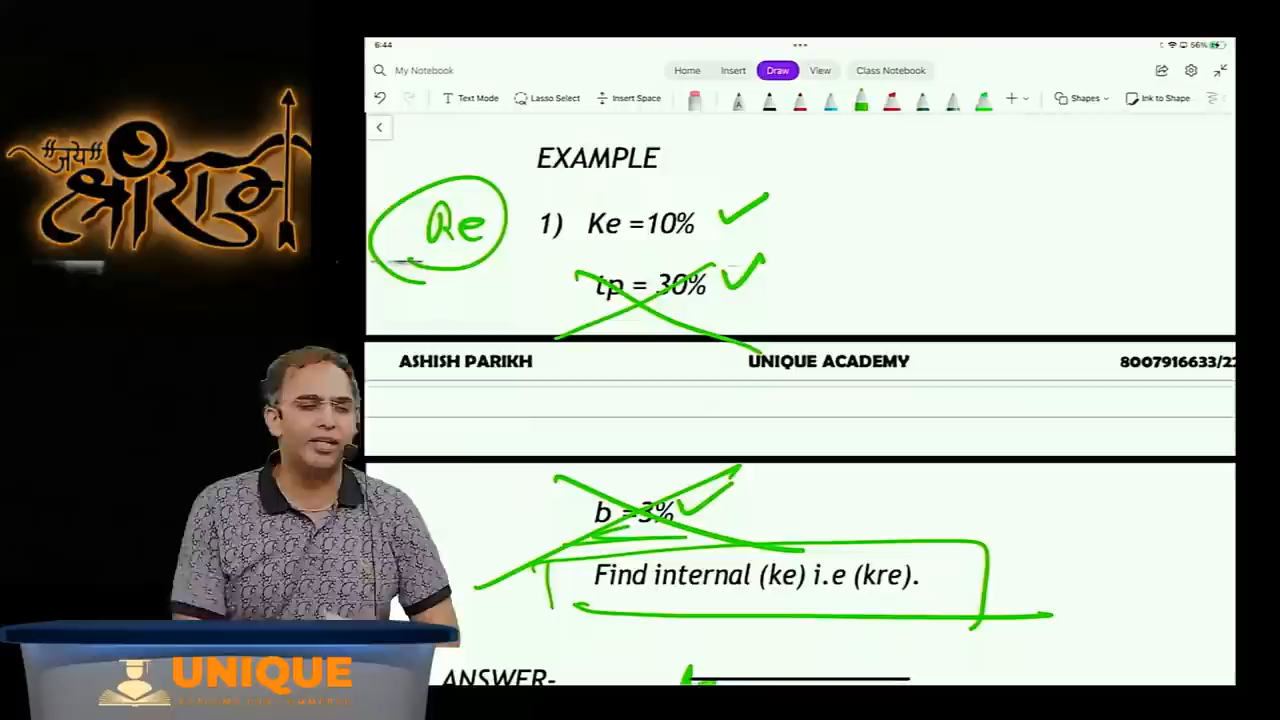 "जय"
श्रीराम
6:44
56%
My Notebook
Home Insert Draw View Class Notebook
Text Mode Lasso Select Insert Space Shapes Ink to Shape
EXAMPLE
Re
1) Ke =10%
tp = 30%
ASHISH PARIKH UNIQUE ACADEMY 8007916633/22
b =3%
Find internal (ke) i.e (kre).
ANSWER-
UNIQUE